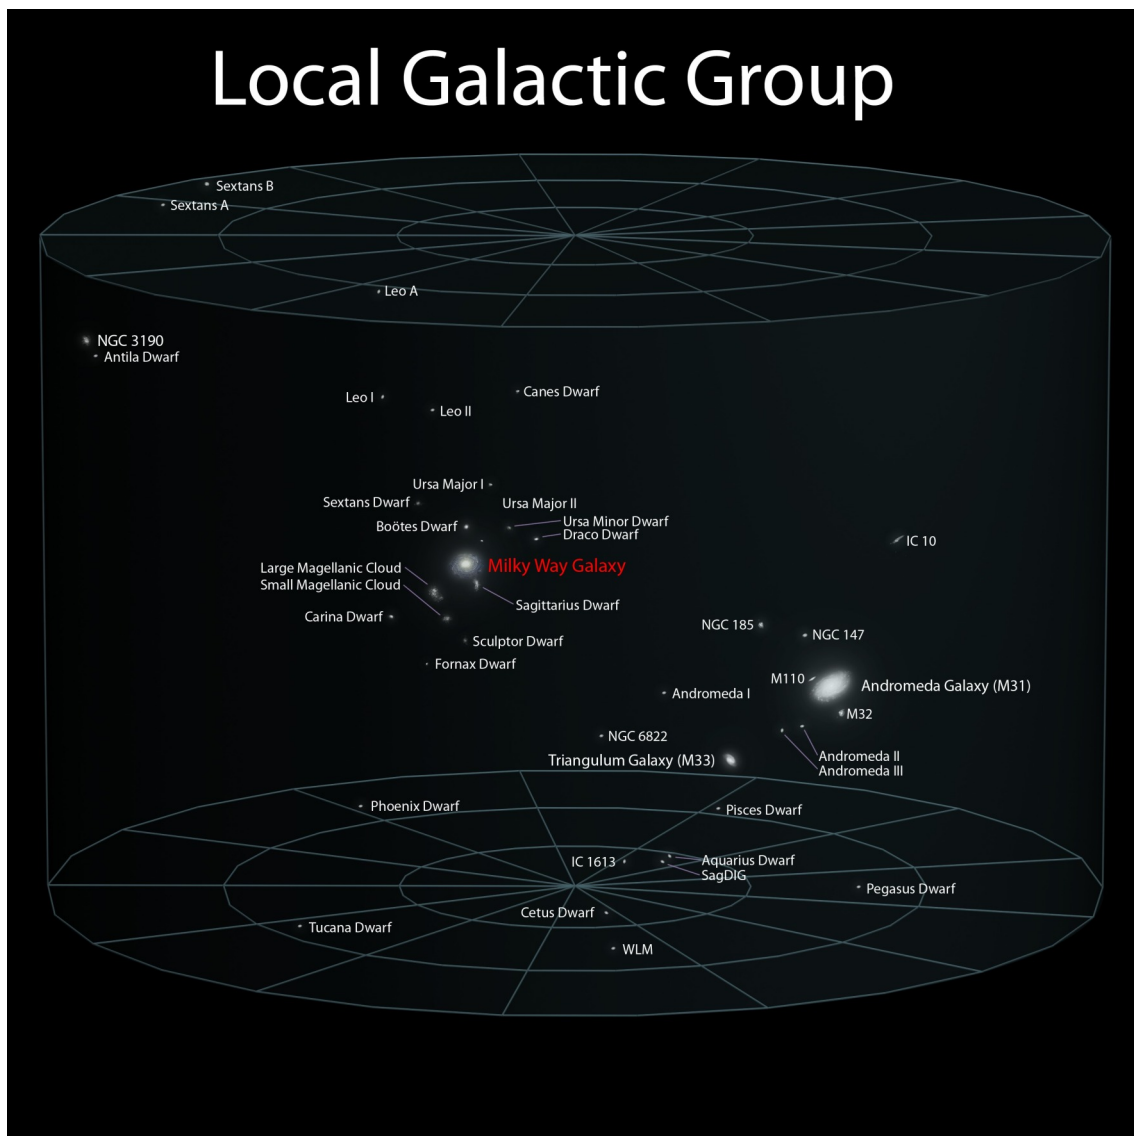 Local Galactic Group
Sextans B
Sextans A
Leo A
NGC 3190
Antila Dwarf
Canes Dwarf
Leo I
Leo II
Ursa Major I
Sextans Dwarf
Ursa Major II
Ursa Minor Dwarf
Boötes Dwarf
Draco Dwarf
IC 10
Milky Way Galaxy
Large Magellanic Cloud
Small Magellanic Cloud
Sagittarius Dwarf
Carina Dwarf
NGC 185
NGC 147
Sculptor Dwarf
Fornax Dwarf
M110
Andromeda Galaxy (M31)
Andromeda I
M32
NGC 6822
Andromeda II
Triangulum Galaxy (M33)
Andromeda III
Phoenix Dwarf
Pisces Dwarf
IC 1613
Aquarius Dwarf
SagDIG
Pegasus Dwarf
Cetus Dwarf
Tucana Dwarf
WLM